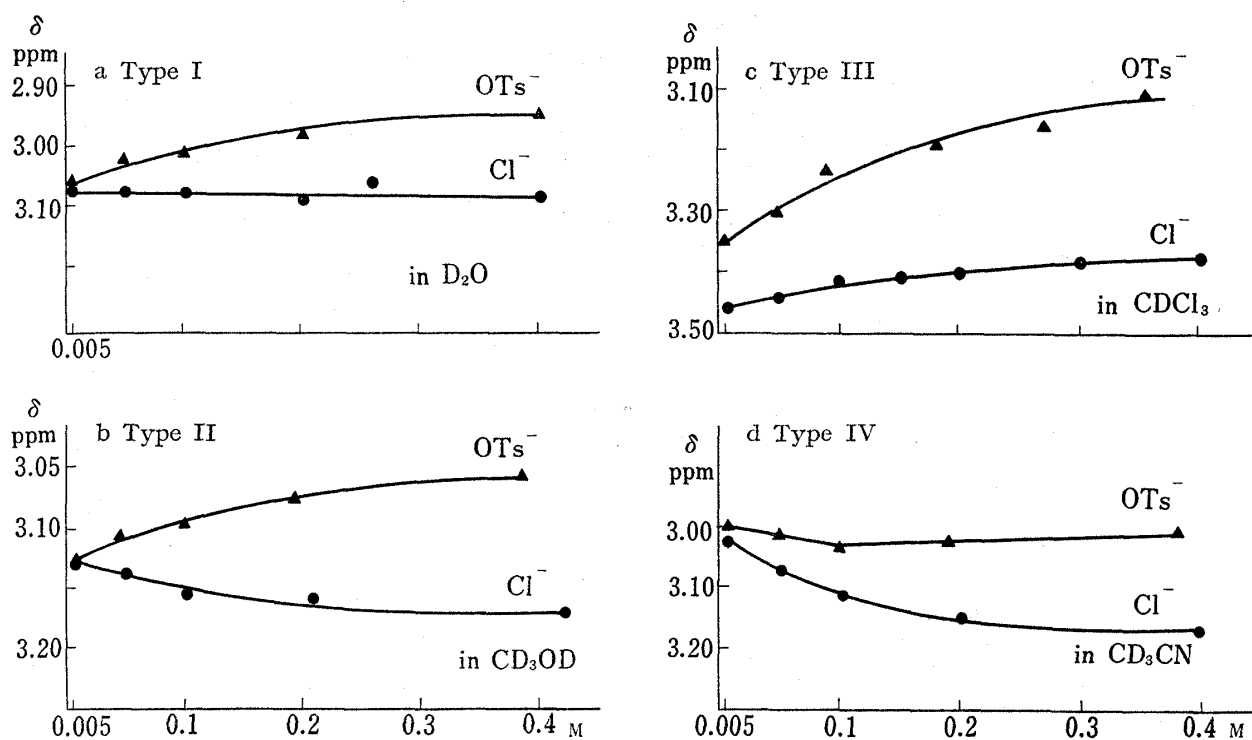 δ
ppm
a Type I
2.90
OTs⁻
3.00
Cl⁻
3.10
in D₂O
0.005
δ
ppm
c Type III
OTs⁻
3.10
3.30
Cl⁻
in CDCl₃
3.50
δ
ppm
b Type II
OTs⁻
3.05
3.10
Cl⁻
3.20
in CD₃OD
0.005 0.1 0.2 0.3 0.4 M
d Type IV
δ
ppm
OTs⁻
3.00
3.10
Cl⁻
3.20
in CD₃CN
0.005 0.1 0.2 0.3 0.4 M